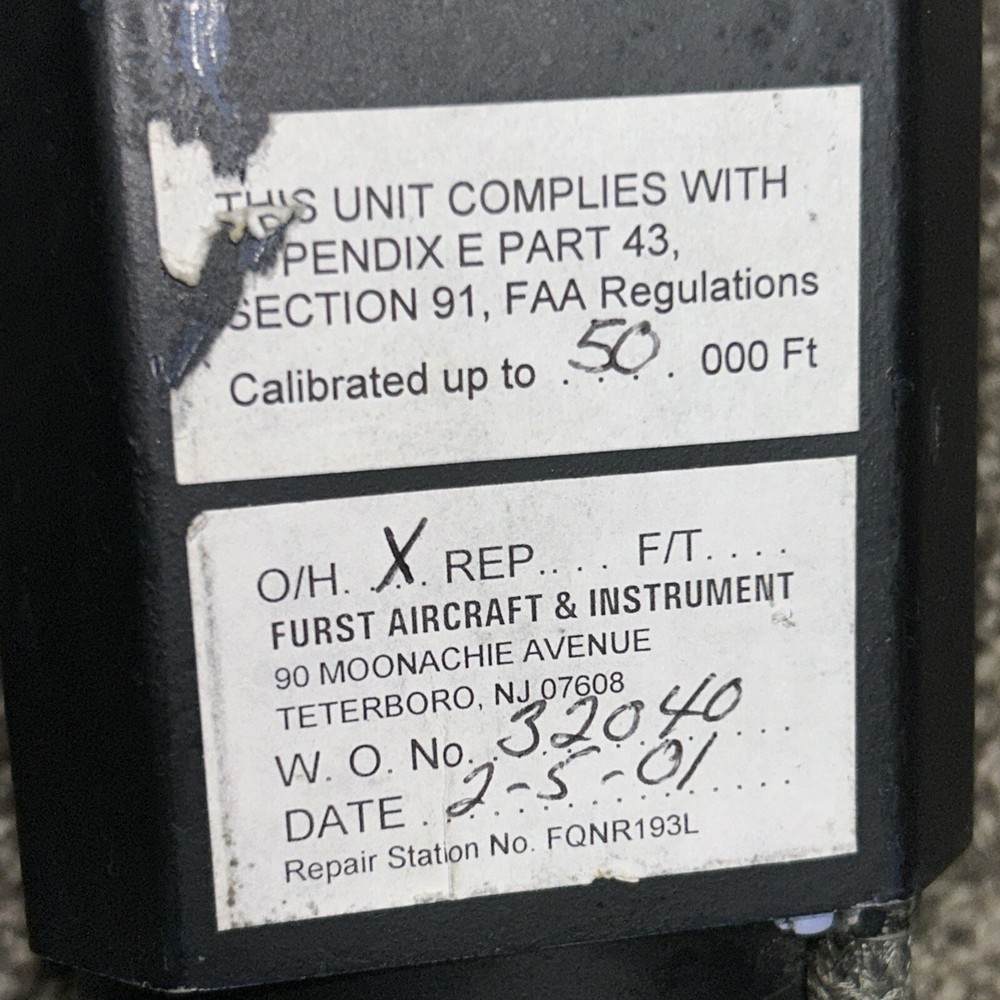 THIS UNIT COMPLIES WITH
PENDIX E PART 43,
SECTION 91, FAA Regulations
Calibrated up to . 50 . 000 Ft
O/H. X. REP.... F/T....
FURST AIRCRAFT & INSTRUMENT
90 MOONACHIE AVENUE
TETERBORO, NJ 07608
W. O. No. 32040
DATE . 2-5-01
Repair Station No. FQNR193L